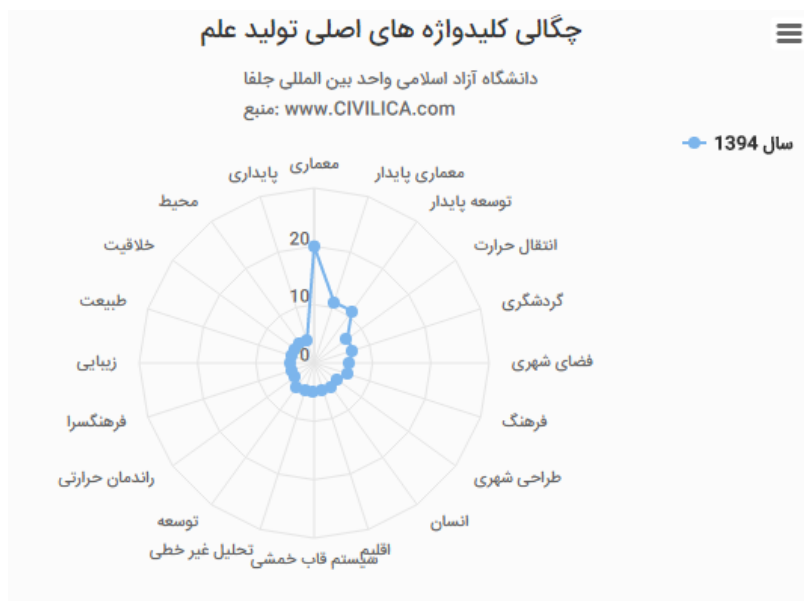 چگالی کلیدواژه های اصلی تولید علم
دانشگاه آزاد اسلامی واحد بین المللی جلفا
منبع: www.CIVILICA.com
سال 1394
معماری
معماری پایدار
توسعه پایدار
انتقال حرارت
گردشگری
فضای شهری
فرهنگ
طراحی شهری
انسان
اقلیم
سیستم قاب خمشی
تحلیل غیر خطی
توسعه
راندمان حرارتی
فرهنگسرا
زیبایی
طبیعت
خلاقیت
محیط
پایداری
20
10
0